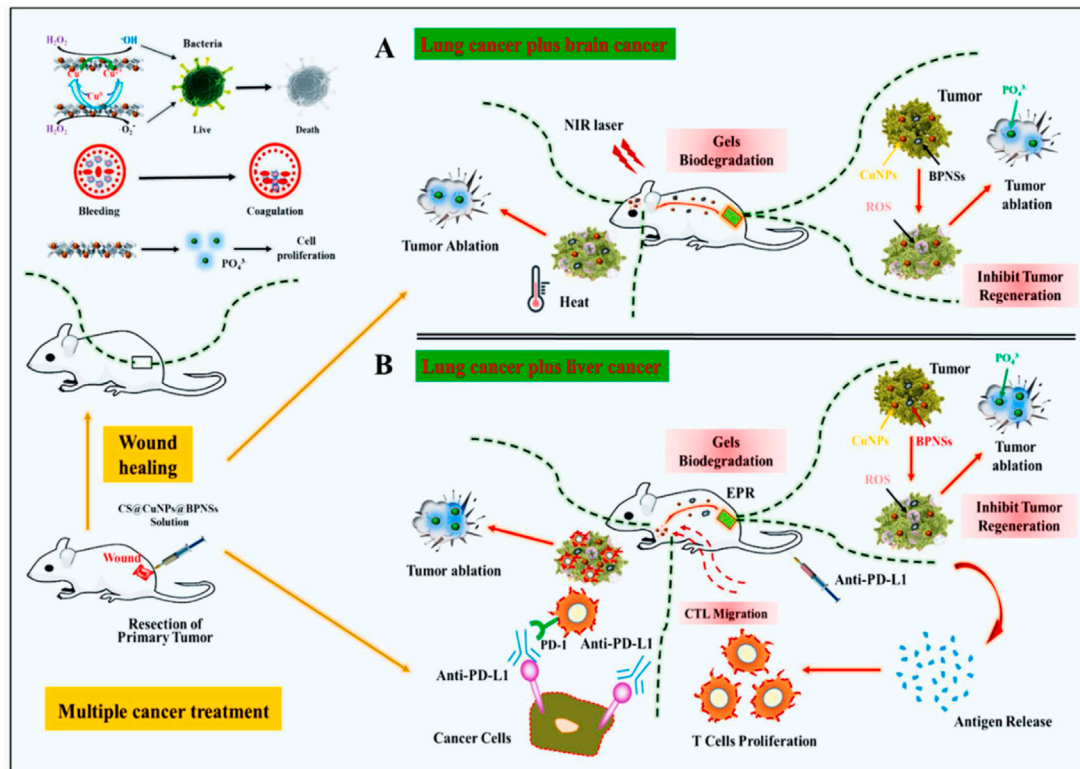 H₂O₂
•OH
Bacteria
Cu⁺
Cu⁰
H₂O₂
·O₂⁻
Live
Death
Bleeding
Coagulation
PO₄³⁻
Cell
proliferation
Wound
healing
CS@CuNPs@BPNSs
Solution
Wound
Resection of
Primary Tumor
Multiple cancer treatment
A
Lung cancer plus brain cancer
NIR laser
Gels
Biodegradation
Tumor Ablation
Heat
Tumor
PO₄³⁻
CuNPs
BPNSs
ROS
Tumor
ablation
Inhibit Tumor
Regeneration
B
Lung cancer plus liver cancer
Gels
Biodegradation
EPR
Tumor ablation
Tumor
PO₄³⁻
CuNPs
BPNSs
ROS
Tumor
ablation
Inhibit Tumor
Regeneration
Anti-PD-L1
CTL Migration
PD-1
Anti-PD-L1
Anti-PD-L1
Cancer Cells
T Cells Proliferation
Antigen Release